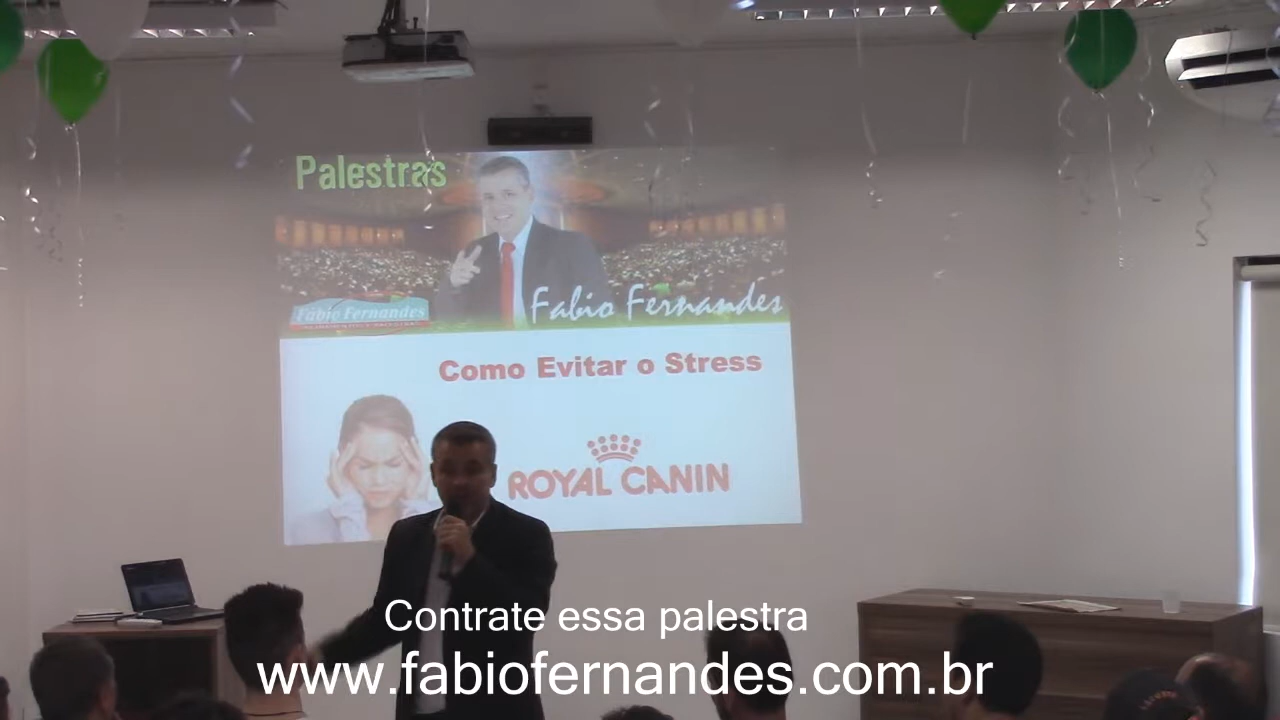 Palestras
Fabio Fernandes
Fabio Fernandes
Como Evitar o Stress
ROYAL CANIN
Contrate essa palestra
www.fabiofernandes.com.br